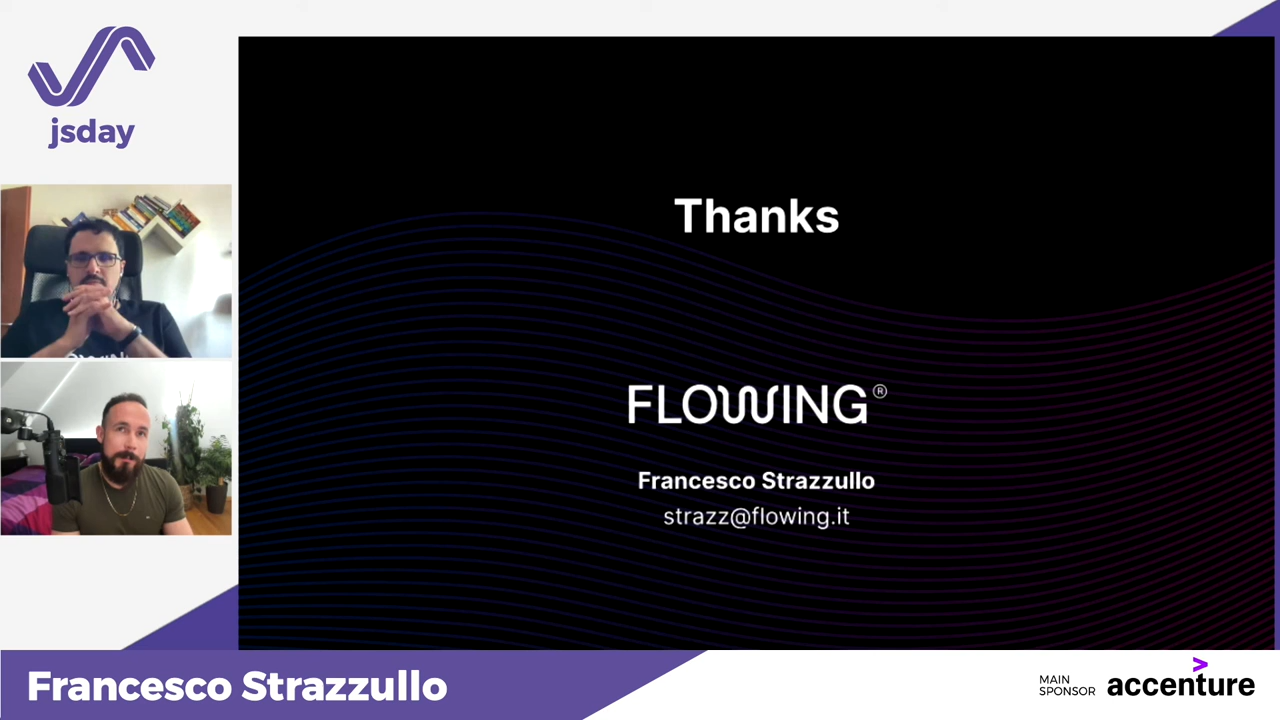 jsday
Thanks
FLOWING®
Francesco Strazzullo
strazz@flowing.it
Francesco Strazzullo
MAIN
SPONSOR
accenture